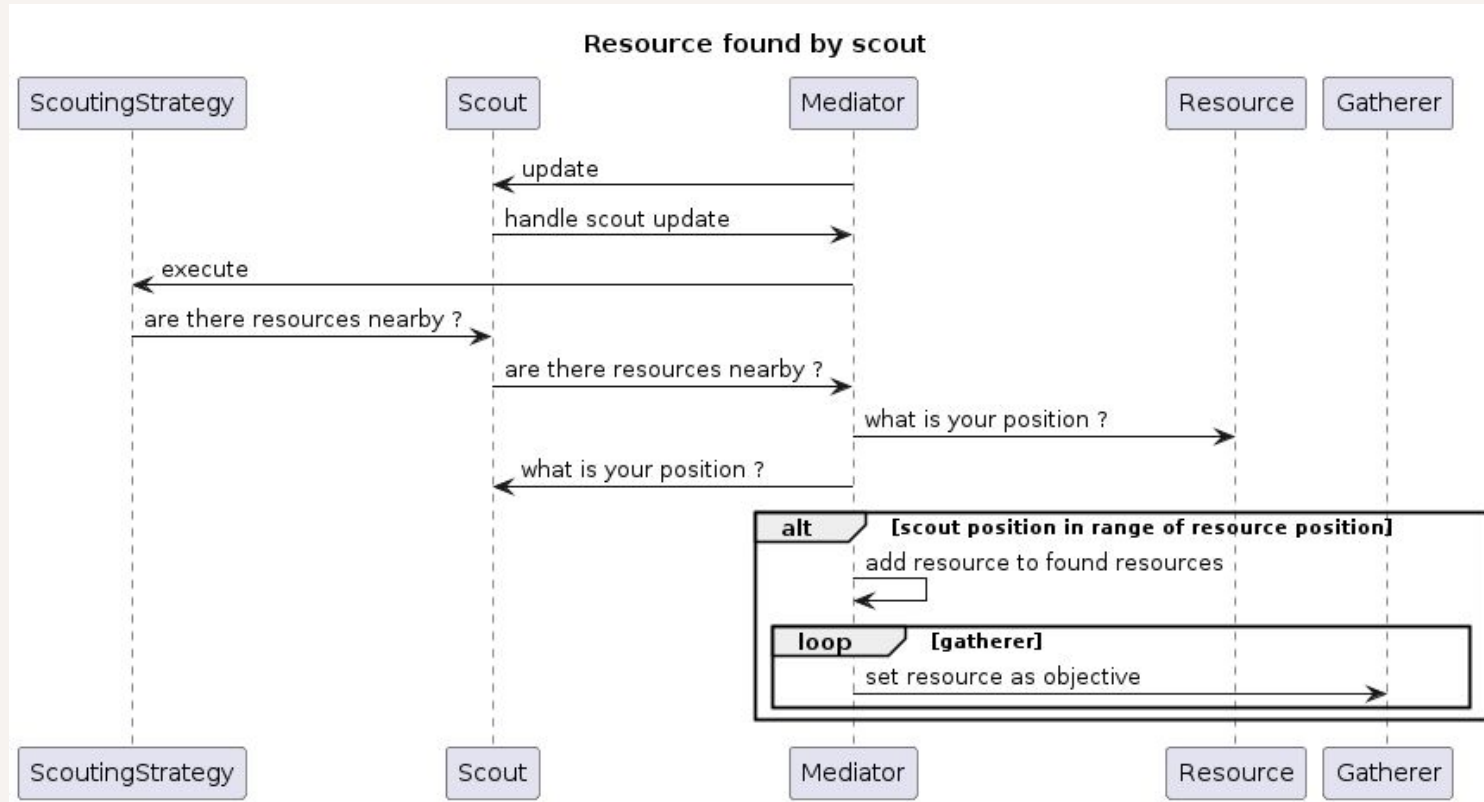 Resource found by scout
ScoutingStrategy Scout Mediator Resource Gatherer
update
handle scout update
execute
are there resources nearby ?
are there resources nearby ?
what is your position ?
what is your position ?
alt [scout position in range of resource position]
add resource to found resources
loop [gatherer]
set resource as objective
ScoutingStrategy Scout Mediator Resource Gatherer